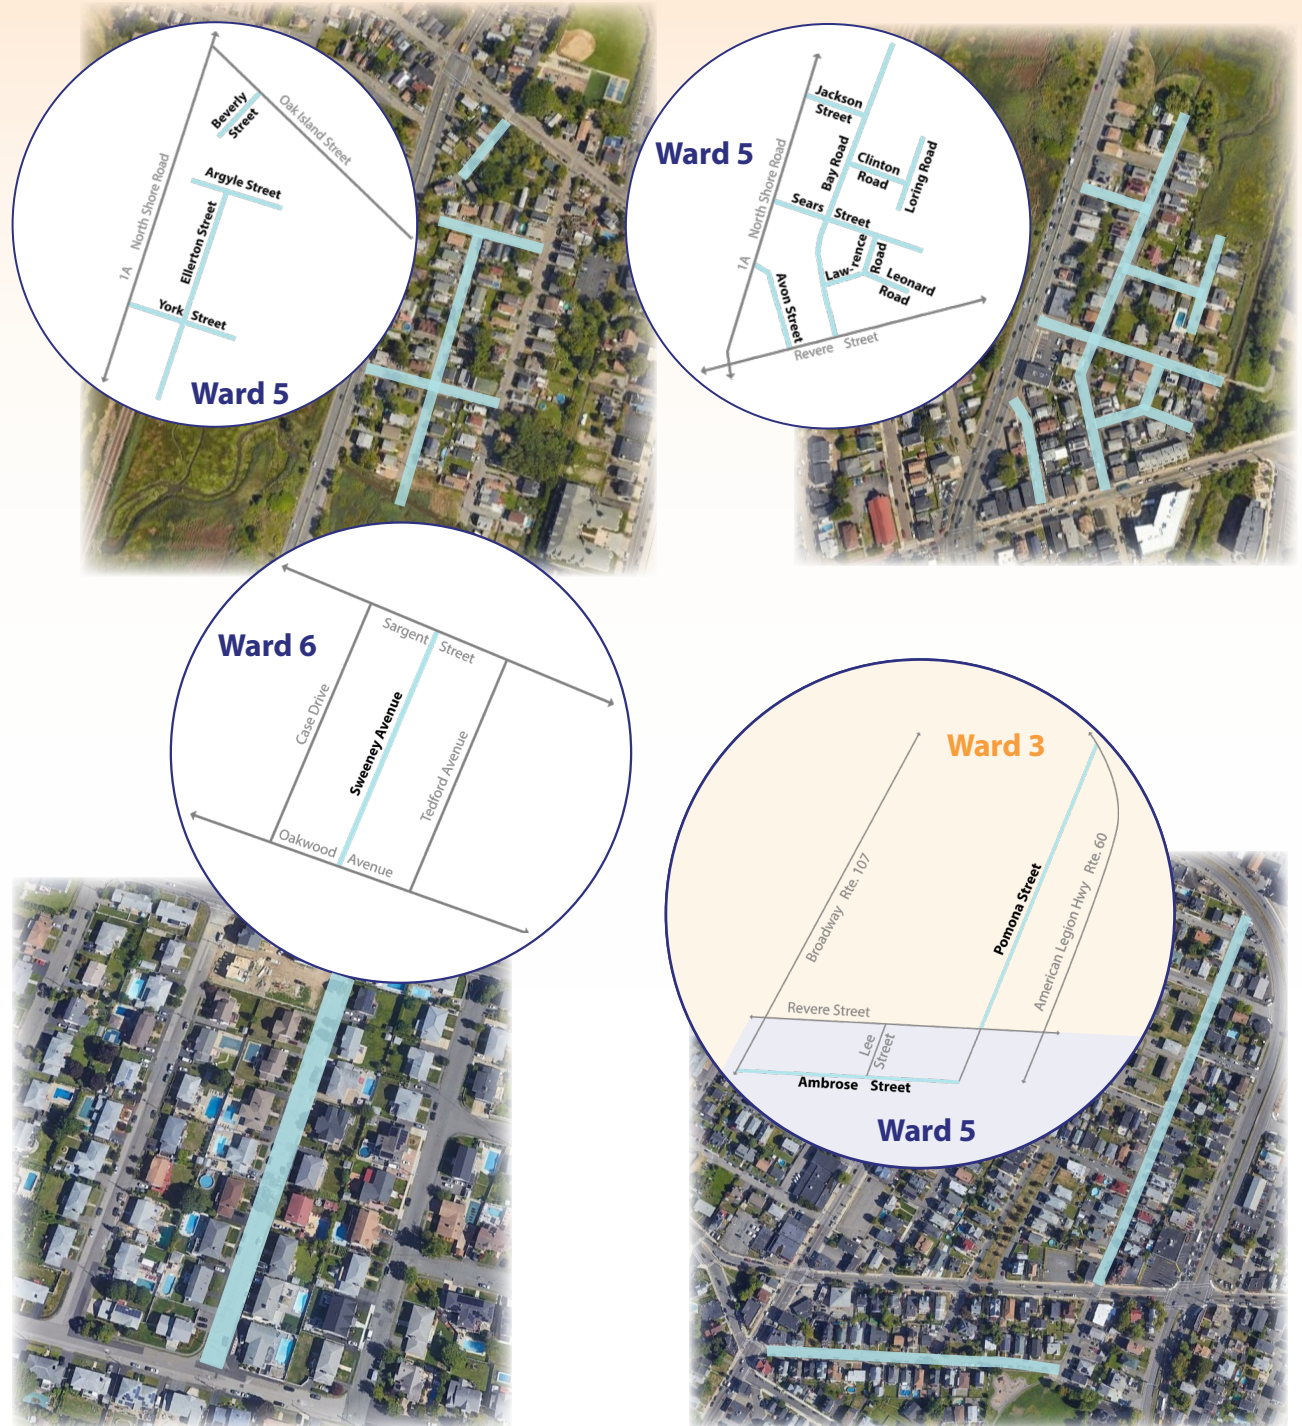 Beverly
Street
Oak Island Street
North Shore Road
1A
Argyle Street
Ellerton Street
York Street
Ward 5
Ward 5
Jackson
Street
Bay Road
Clinton
Road
Loring Road
North Shore Road
1A
Sears Street
Law-rence
Road
Leonard
Road
Avon Street
Revere Street
Ward 6
Sargent Street
Case Drive
Sweeney Avenue
Tedford Avenue
Oakwood Avenue
Ward 3
Broadway Rte. 107
Pomona Street
American Legion Hwy Rte. 60
Revere Street
Lee
Street
Ambrose Street
Ward 5